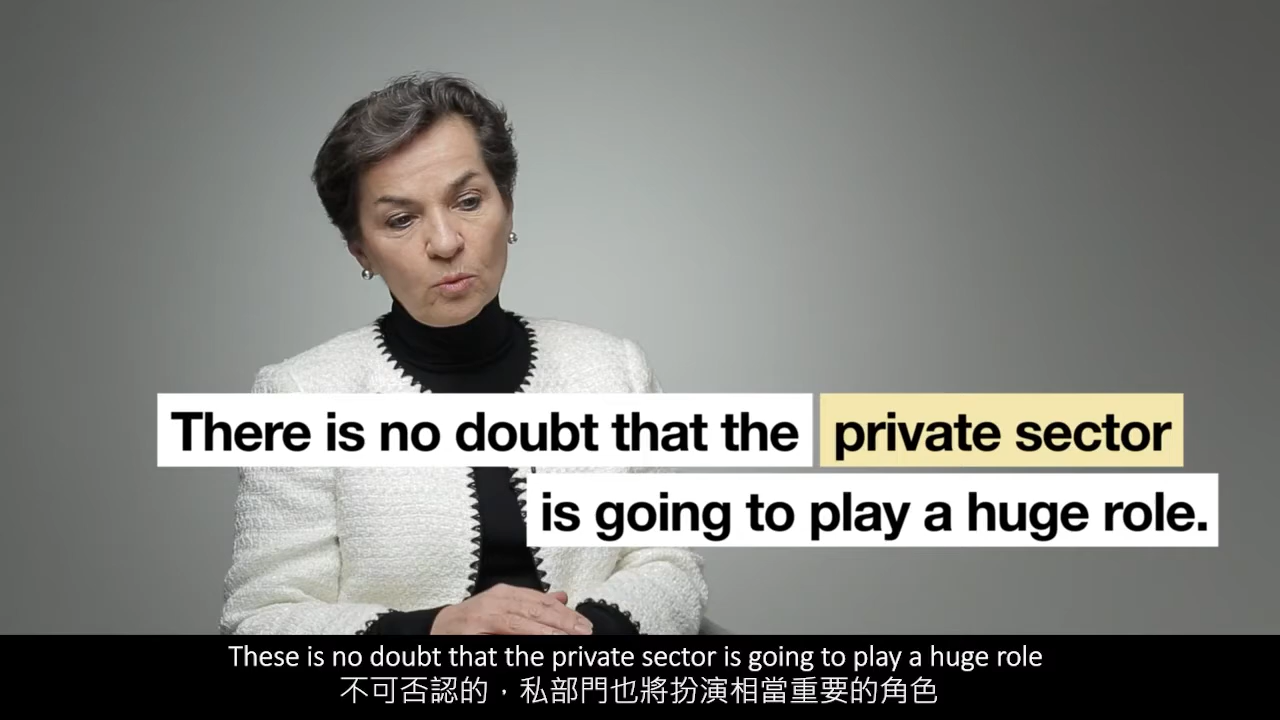 There is no doubt that the private sector
is going to play a huge role.
These is no doubt that the private sector is going to play a huge role
不可否認的，私部門也將扮演相當重要的角色